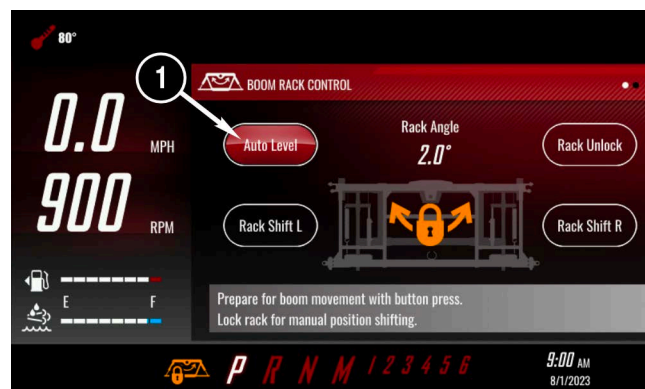 80°
1
BOOM RACK CONTROL
0.0 MPH
Auto Level
Rack Angle
2.0°
Rack Unlock
900 RPM
Rack Shift L
Rack Shift R
E F
Prepare for boom movement with button press.
Lock rack for manual position shifting.
P R N M 1 2 3 4 5 6
9:00 AM
8/1/2023